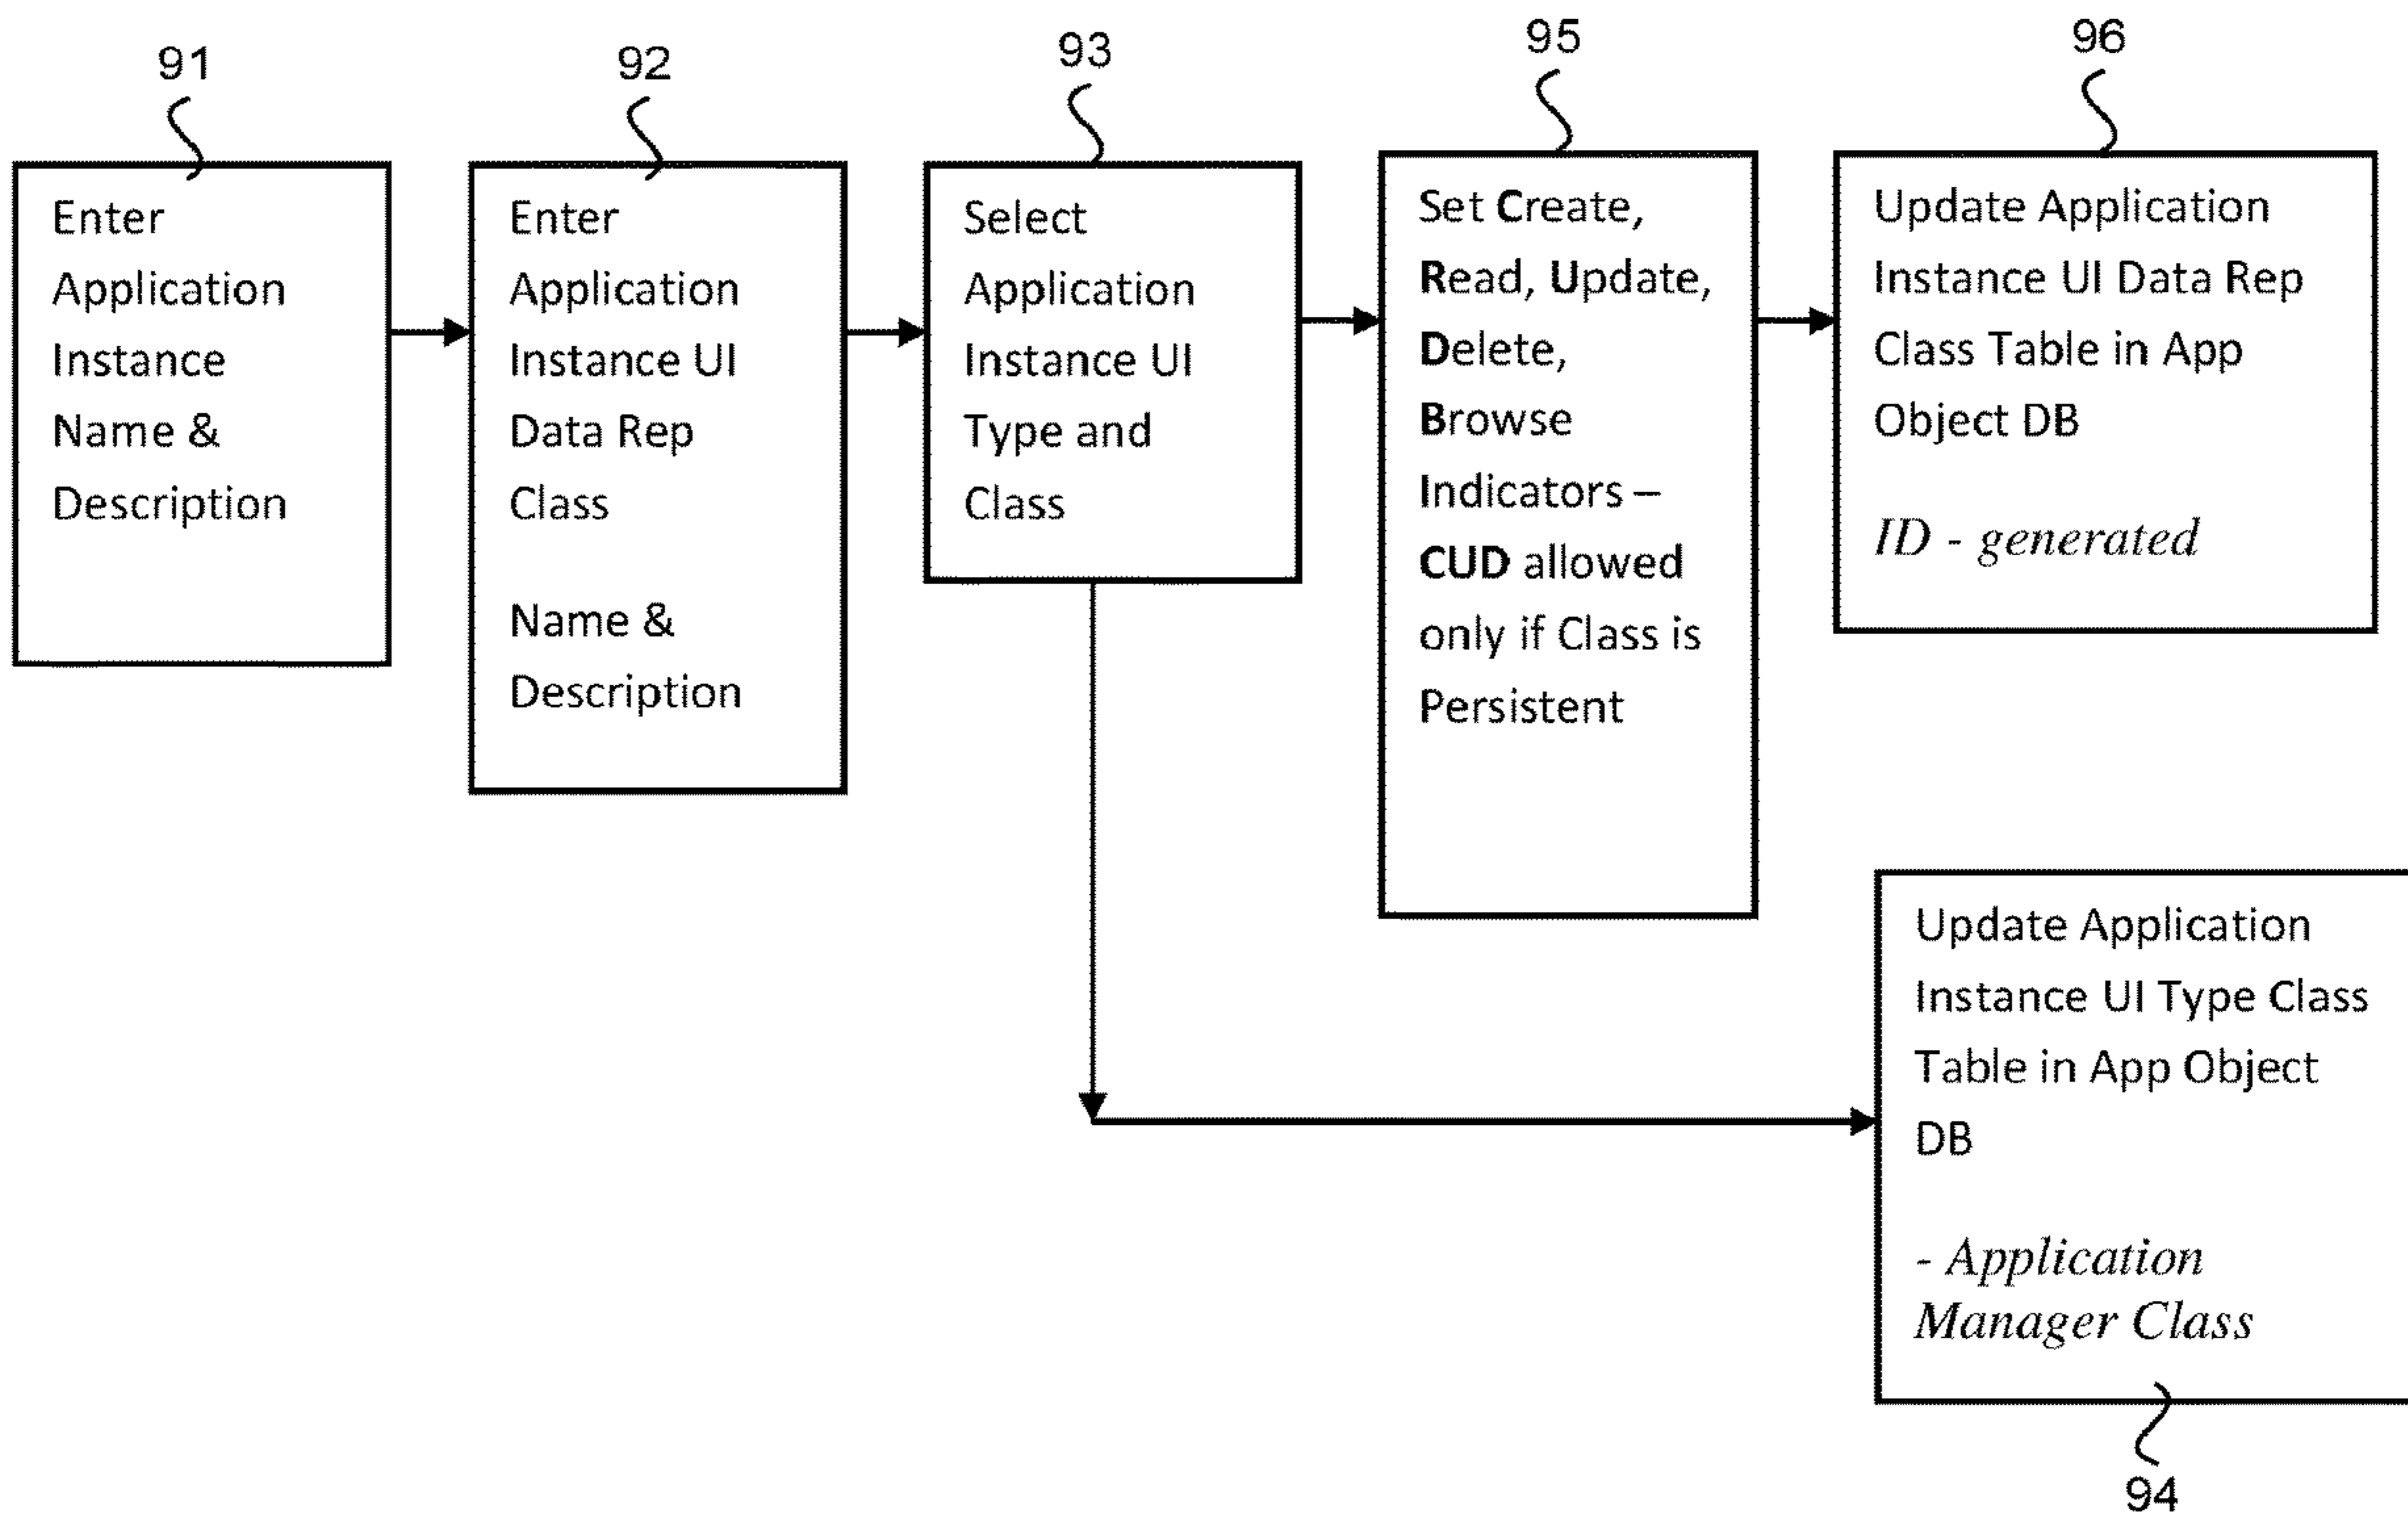 91
Enter
Application
Instance
Name &
Description
92
Enter
Application
Instance UI
Data Rep
Class
Name &
Description
93
Select
Application
Instance UI
Type and
Class
95
Set Create,
Read, Update,
Delete,
Browse
Indicators –
CUD allowed
only if Class is
Persistent
96
Update Application
Instance UI Data Rep
Class Table in App
Object DB
ID - generated
Update Application
Instance UI Type Class
Table in App Object
DB
- Application
Manager Class
94